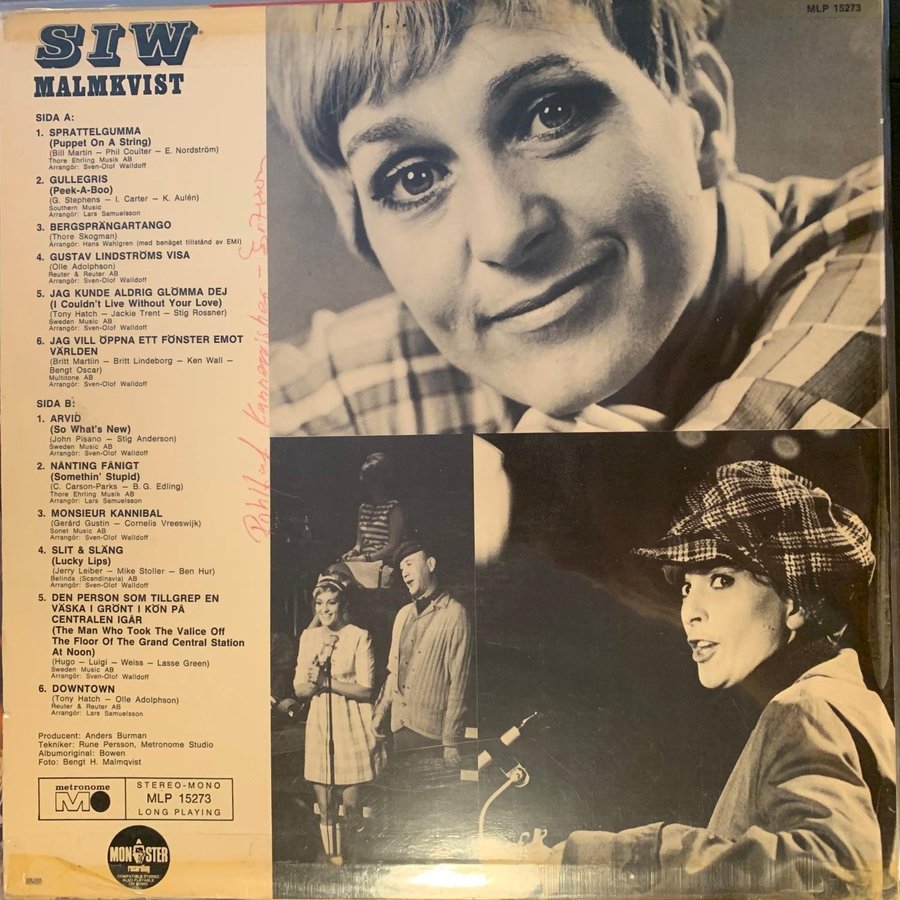 MLP 15273
SIW
MALMKVIST
SIDA A:
1. SPRATTELGUMMA
(Puppet On A String)
(Bill Martin – Phil Coulter – E. Nordström)
Thore Ehrling Musik AB
Arrangör: Sven-Olof Walldoff
2. GULLEGRIS
(Peek-A-Boo)
(G. Stephens – I. Carter – K. Aulén)
Southern Music
Arrangör: Lars Samuelsson
3. BERGSPRÄNGARTANGO
(Thore Skogman)
Arrangör: Hans Wahlgren (med benäget tillstånd av EMI)
4. GUSTAV LINDSTRÖMS VISA
(Olle Adolphson)
Reuter & Reuter AB
Arrangör: Sven-Olof Walldoff
5. JAG KUNDE ALDRIG GLÖMMA DEJ
(I Couldn't Live Without Your Love)
(Tony Hatch – Jackie Trent – Stig Rossner)
Sweden Music AB
Arrangör: Sven-Olof Walldoff
6. JAG VILL ÖPPNA ETT FÖNSTER EMOT
VÄRLDEN
(Britt Martiin – Britt Lindeborg – Ken Wall –
Bengt Oscar)
Multitone AB
Arrangör: Sven-Olof Walldoff
SIDA B:
1. ARVID
(So What's New)
(John Pisano – Stig Anderson)
Sweden Music AB
Arrangör: Sven-Olof Walldoff
2. NÄNTING FÅNIGT
(Somethin' Stupid)
(C. Carson-Parks – B. G. Edling)
Thore Ehrling Musik AB
Arrangör: Lars Samuelsson
3. MONSIEUR KANNIBAL
(Gerárd Gustin – Cornelis Vreeswijk)
Sonet Music AB
Arrangör: Sven-Olof Walldoff
4. SLIT & SLÄNG
(Lucky Lips)
(Jerry Leiber – Mike Stoller – Ben Hur)
Belinda (Scandinavia) AB
Arrangör: Sven-Olof Walldoff
5. DEN PERSON SOM TILLGREP EN
VÄSKA I GRÖNT I KÖN PÅ
CENTRALEN IGÅR
(The Man Who Took The Valice Off
The Floor Of The Grand Central Station
At Noon)
(Hugo – Luigi – Weiss – Lasse Green)
Sweden Music AB
Arrangör: Sven-Olof Walldoff
6. DOWNTOWN
(Tony Hatch – Olle Adolphson)
Reuter & Reuter AB
Arrangör: Lars Samuelsson
Producent: Anders Burman
Tekniker: Rune Persson, Metronome Studio
Albumoriginal: Bowen
Foto: Bengt H. Malmqvist
metronome
STEREO-MONO
MLP 15273
LONG PLAYING
MONSTER
recording
COMPATIBLE STEREO
ALSO PLAYABLE
ON MONO